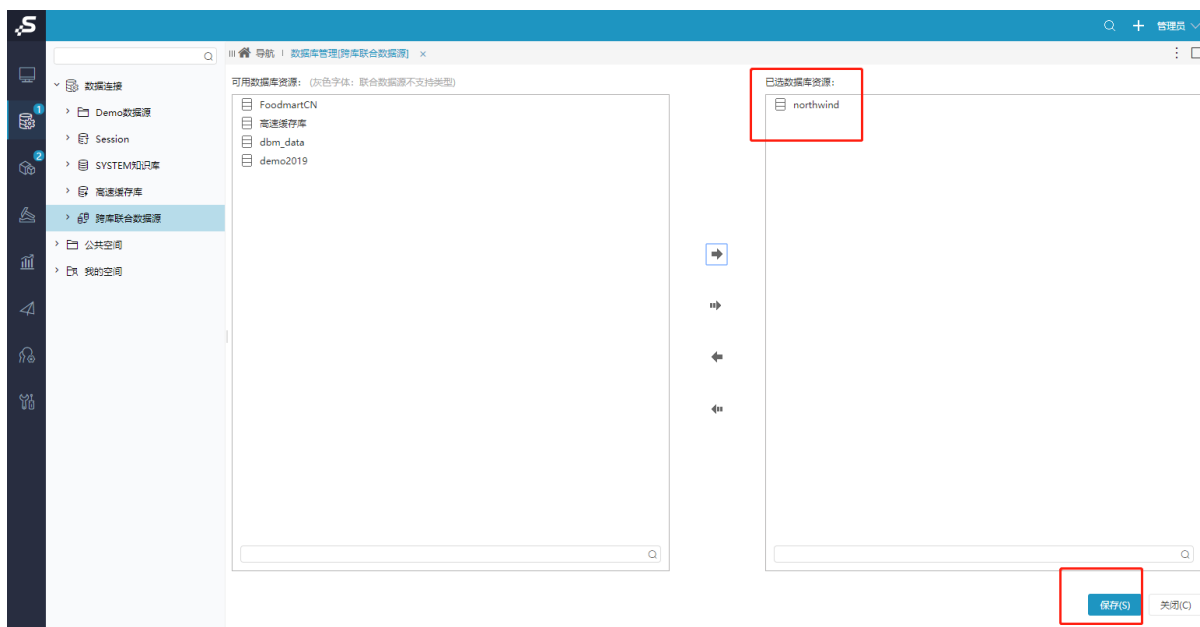 S
管理员
导航 数据库管理[跨库联合数据源] ×
数据连接
Demo数据源
Session
SYSTEM知识库
高速缓存库
跨库联合数据源
公共空间
我的空间
1
2
可用数据库资源: (灰色字体: 联合数据源不支持类型)
FoodmartCN
高速缓存库
dbm_data
demo2019
已选数据库资源:
northwind
保存(S)
关闭(C)